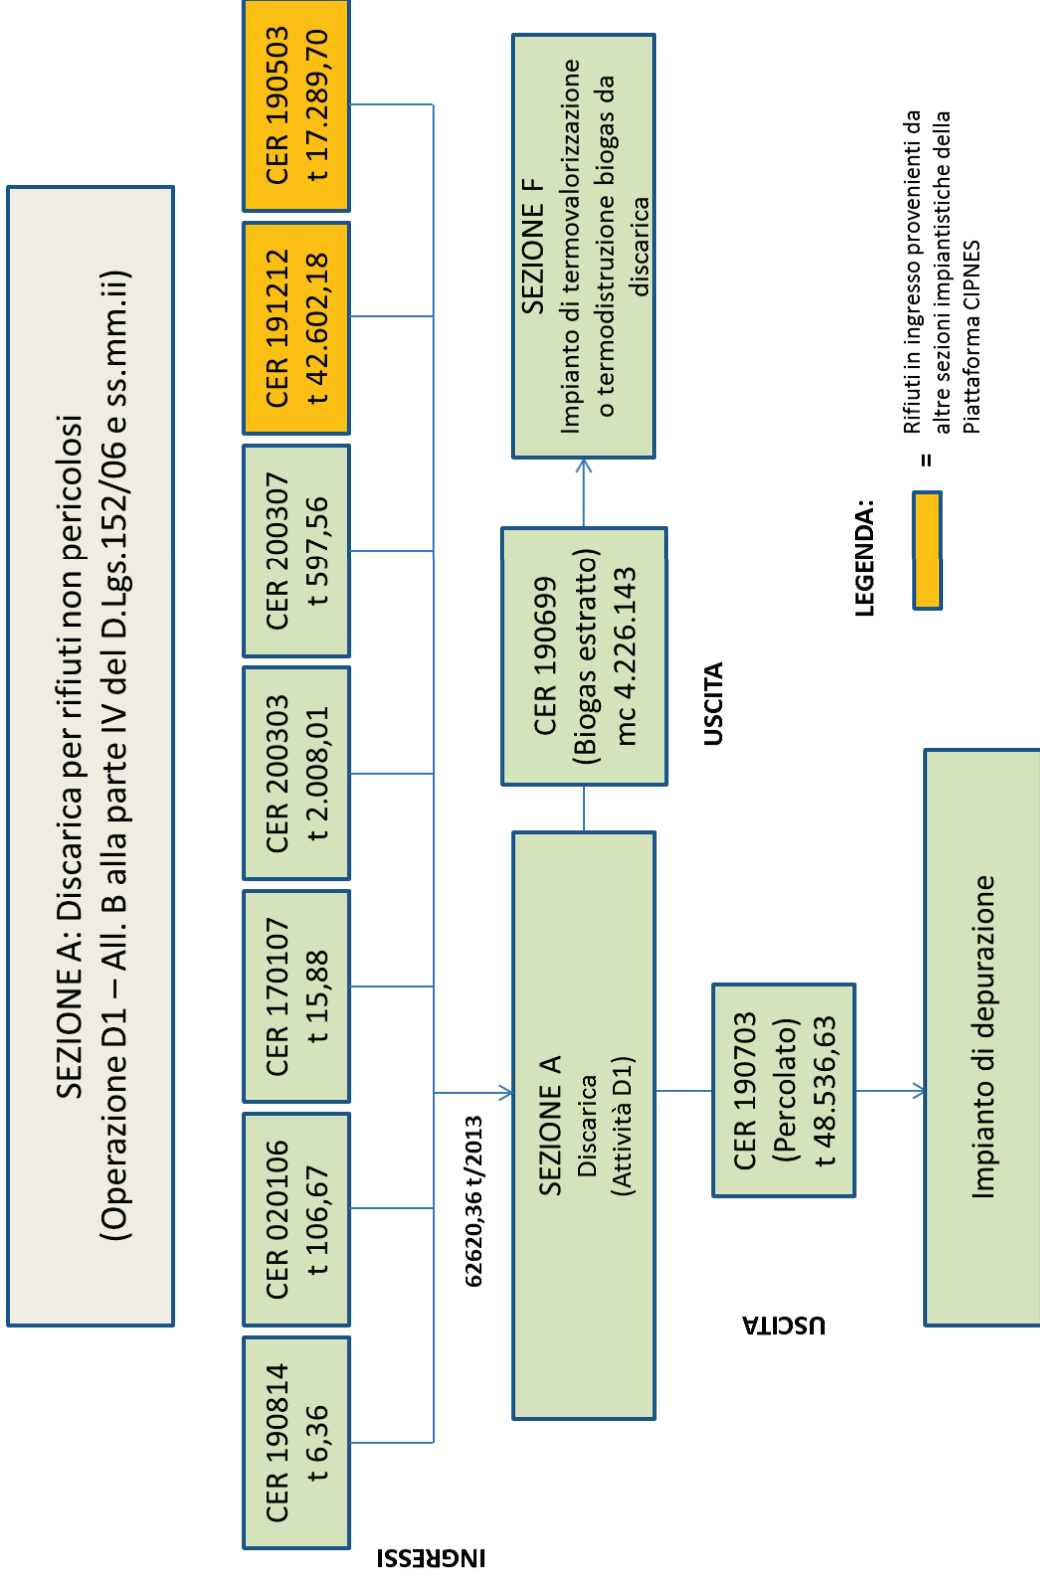 SEZIONE A: Discarica per rifiuti non pericolosi
(Operazione D1 – All. B alla parte IV del D.Lgs.152/06 e ss.mm.ii)
INGRESSI
CER 190814
t 6,36
CER 020106
t 106,67
CER 170107
t 15,88
CER 200303
t 2.008,01
CER 200307
t 597,56
CER 191212
t 42.602,18
CER 190503
t 17.289,70
62620,36 t/2013
SEZIONE A
Discarica
(Attività D1)
CER 190699
(Biogas estratto)
mc 4.226.143
SEZIONE F
Impianto di termovalorizzazione
o termodistruzione biogas da
discarica
USCITA
USCITA
CER 190703
(Percolato)
t 48.536,63
Impianto di depurazione
LEGENDA:
=
Rifiuti in ingresso provenienti da
altre sezioni impiantistiche della
Piattaforma CIPNES